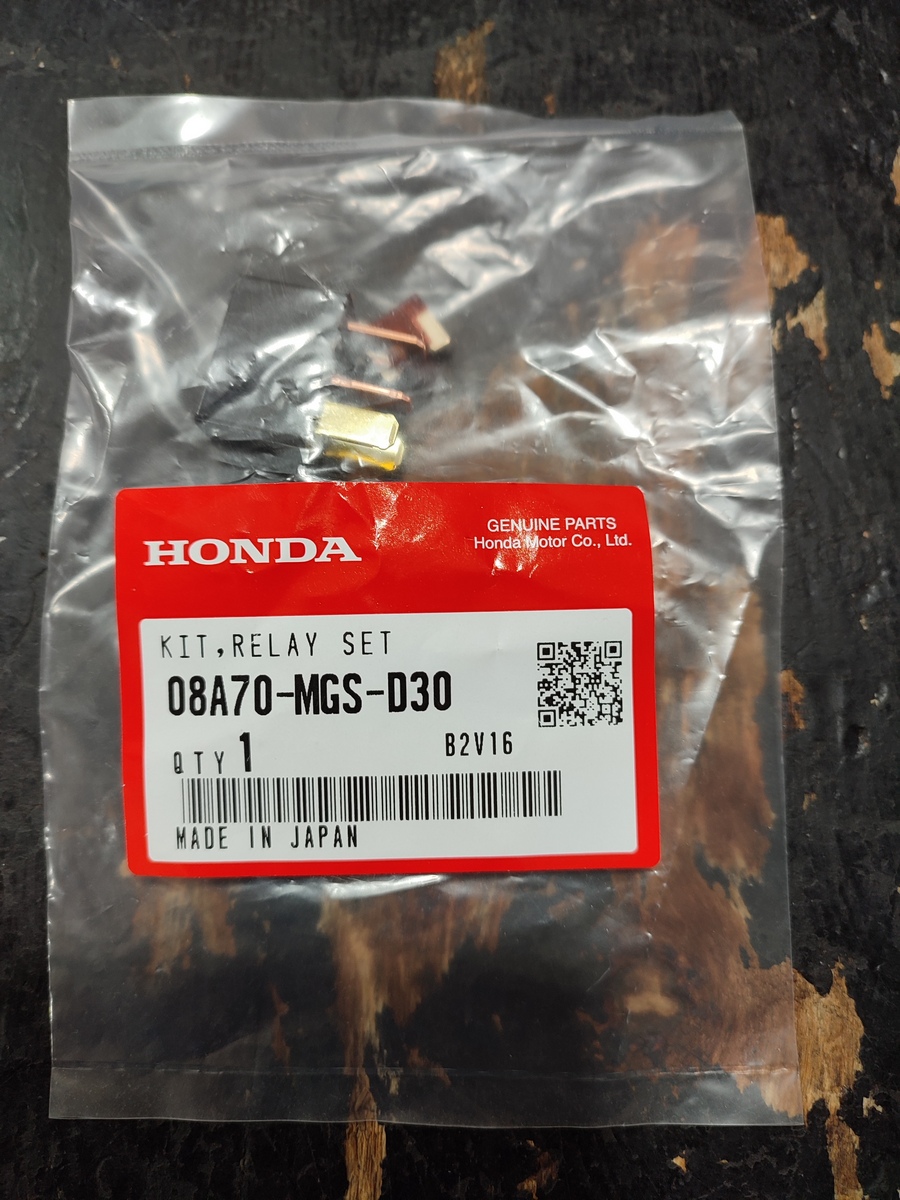 HONDA
GENUINE PARTS
Honda Motor Co., Ltd.
KIT,RELAY SET
08A70-MGS-D30
QTY 1
B2V16
MADE IN JAPAN